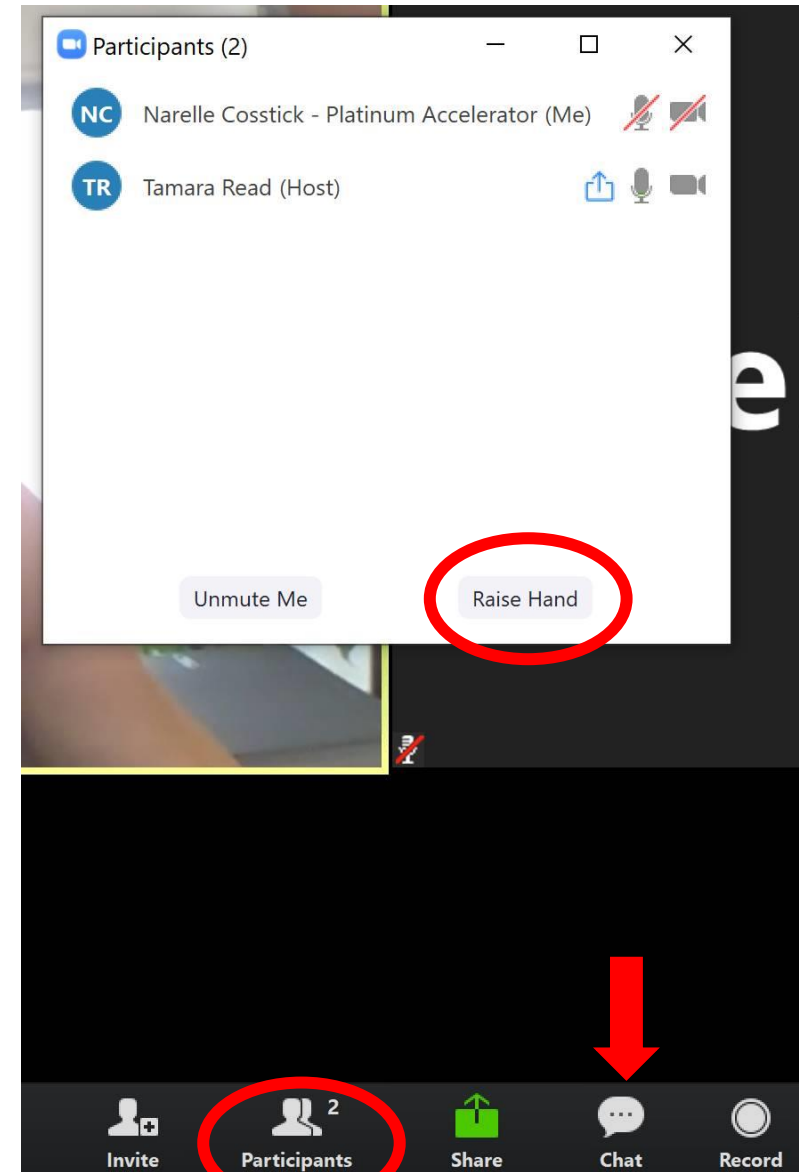 Participants (2)
NC Narelle Cosstick - Platinum Accelerator (Me)
TR Tamara Read (Host)
e
Unmute Me Raise Hand
2
Invite Participants Share Chat Record